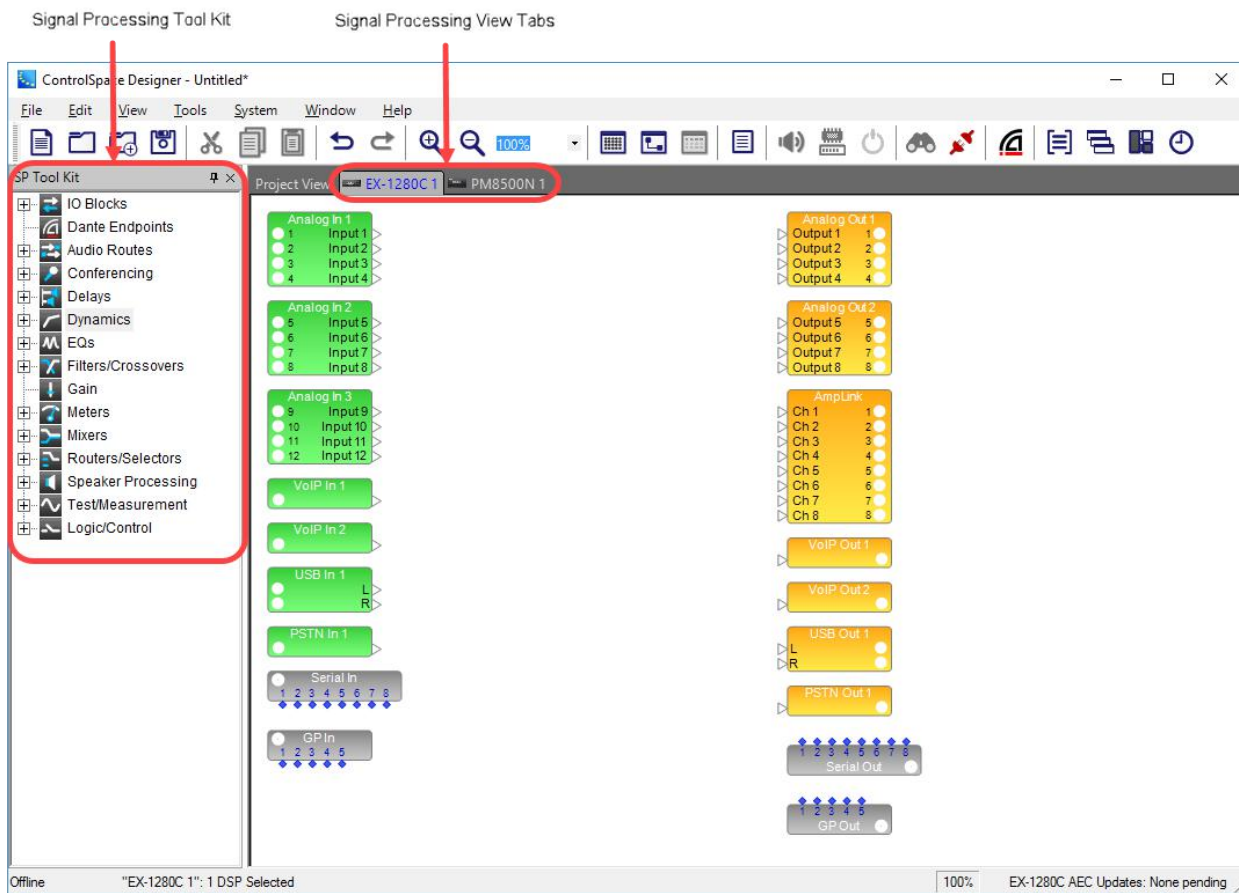 Signal Processing Tool Kit
Signal Processing View Tabs
ControlSpace Designer - Untitled*
File Edit View Tools System Window Help
100%
SP Tool Kit
Project View EX-1280C 1 PM8500N 1
IO Blocks
Dante Endpoints
Audio Routes
Conferencing
Delays
Dynamics
EQs
Filters/Crossovers
Gain
Meters
Mixers
Routers/Selectors
Speaker Processing
Test/Measurement
Logic/Control
Analog In 1
1 Input 1
2 Input 2
3 Input 3
4 Input 4
Analog In 2
5 Input 5
6 Input 6
7 Input 7
8 Input 8
Analog In 3
9 Input 9
10 Input 10
11 Input 11
12 Input 12
VoIP In 1
VoIP In 2
USB In 1
L
R
PSTN In 1
Serial In
1 2 3 4 5 6 7 8
GP In
1 2 3 4 5
Analog Out 1
Output 1 1
Output 2 2
Output 3 3
Output 4 4
Analog Out 2
Output 5 5
Output 6 6
Output 7 7
Output 8 8
AmpLink
Ch 1 1
Ch 2 2
Ch 3 3
Ch 4 4
Ch 5 5
Ch 6 6
Ch 7 7
Ch 8 8
VoIP Out 1
VoIP Out 2
USB Out 1
L
R
PSTN Out 1
1 2 3 4 5 6 7 8
Serial Out
1 2 3 4 5
GP Out
Offline "EX-1280C 1": 1 DSP Selected 100% EX-1280C AEC Updates: None pending